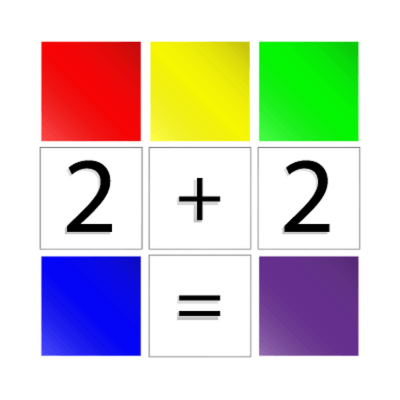 2 + 2
=